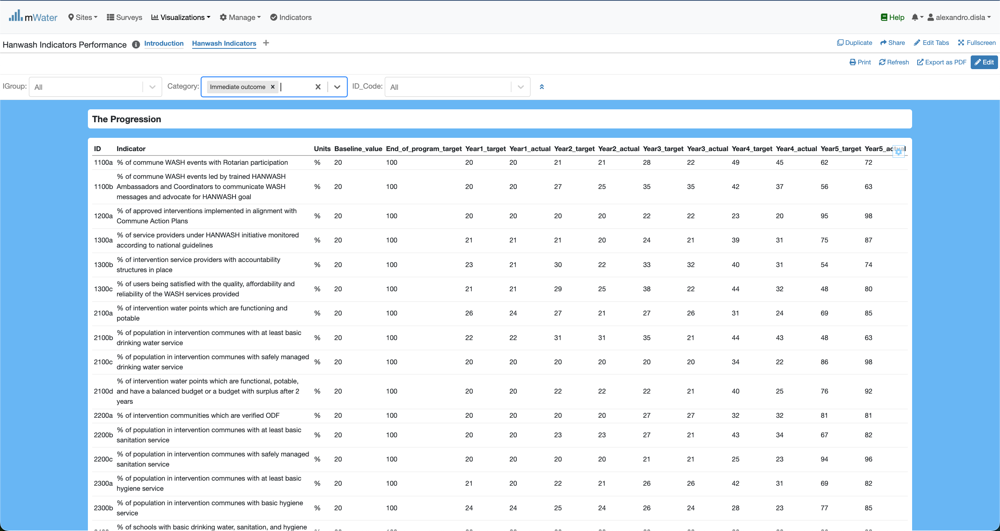 mWater Sites Surveys Visualizations Manage Indicators Help alexandro.disla
Hanwash Indicators Performance Introduction Hanwash Indicators + Duplicate Share Edit Tabs Fullscreen
Print Refresh Export as PDF Edit
IGroup: All Category: Immediate outcome ID_Code: All
The Progression
ID Indicator Units Baseline_value End_of_program_target Year1_target Year1_actual Year2_target Year2_actual Year3_target Year3_actual Year4_target Year4_actual Year5_target Year5_actual
1100a % of commune WASH events with Rotarian participation % 20 100 20 20 21 21 28 22 49 45 62 72
% of commune WASH events led by trained HANWASH
1100b Ambassadors and Coordinators to communicate WASH % 20 100 20 20 27 25 35 35 42 37 56 63
messages and advocate for HANWASH goal
% of approved interventions implemented in alignment with
1200a % 20 100 20 20 20 20 22 22 23 20 95 98
Commune Action Plans
% of service providers under HANWASH initiative monitored
1300a % 20 100 21 21 21 20 24 21 39 31 75 87
according to national guidelines
% of intervention service providers with accountability
1300b % 20 100 23 21 30 22 33 32 40 31 54 74
structures in place
% of users being satisfied with the quality, affordability and
1300c % 20 100 21 21 29 25 38 22 44 32 48 80
reliability of the WASH services provided
% of intervention water points which are functioning and
2100a % 20 100 26 24 27 21 27 26 31 24 69 85
potable
% of population in intervention communes with at least basic
2100b % 20 100 22 22 31 31 35 21 44 43 48 63
drinking water service
% of population in intervention communes with safely managed
2100c % 20 100 20 20 20 20 20 20 34 22 86 98
drinking water service
% of intervention water points which are functional, potable,
2100d and have a balanced budget or a budget with surplus after 2 % 20 100 20 20 22 22 22 21 40 25 76 92
years
2200a % of intervention communities which are verified ODF % 20 100 20 20 20 20 27 27 32 32 81 81
% of population in intervention communes with at least basic
2200b % 20 100 20 20 23 23 27 21 43 34 67 82
sanitation service
% of population in intervention communes with safely managed
2200c % 20 100 20 20 20 20 21 21 25 23 94 96
sanitation service
% of population in intervention communes with at least basic
2300a % 20 100 21 20 22 21 26 26 42 31 69 82
hygiene service
% of population in intervention communes with basic hygiene
2300b % 20 100 24 24 25 24 26 24 28 23 77 85
service
% of schools with basic drinking water, sanitation, and hygiene